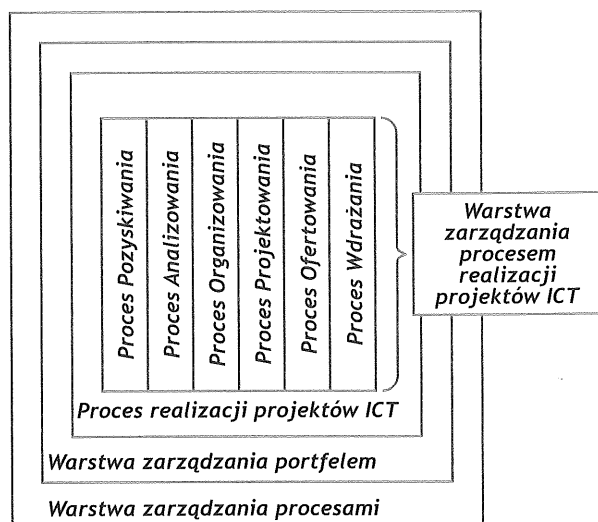 Proces Pozyskiwania
Proces Analizowania
Proces Organizowania
Proces Projektowania
Proces Ofertowania
Proces Wdrażania
Warstwa
zarządzania
procesem
realizacji
projektów ICT
Proces realizacji projektów ICT
Warstwa zarządzania portfelem
Warstwa zarządzania procesami